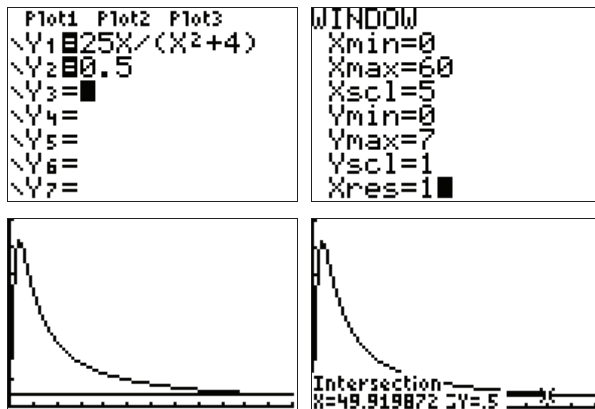 Plot1 Plot2 Plot3
\Y1=25X/(X²+4)
\Y2=0.5
\Y3=
\Y4=
\Y5=
\Y6=
\Y7=
WINDOW
Xmin=0
Xmax=60
Xscl=5
Ymin=0
Ymax=7
Yscl=1
Xres=1
Intersection
X=49.919872 Y=.5